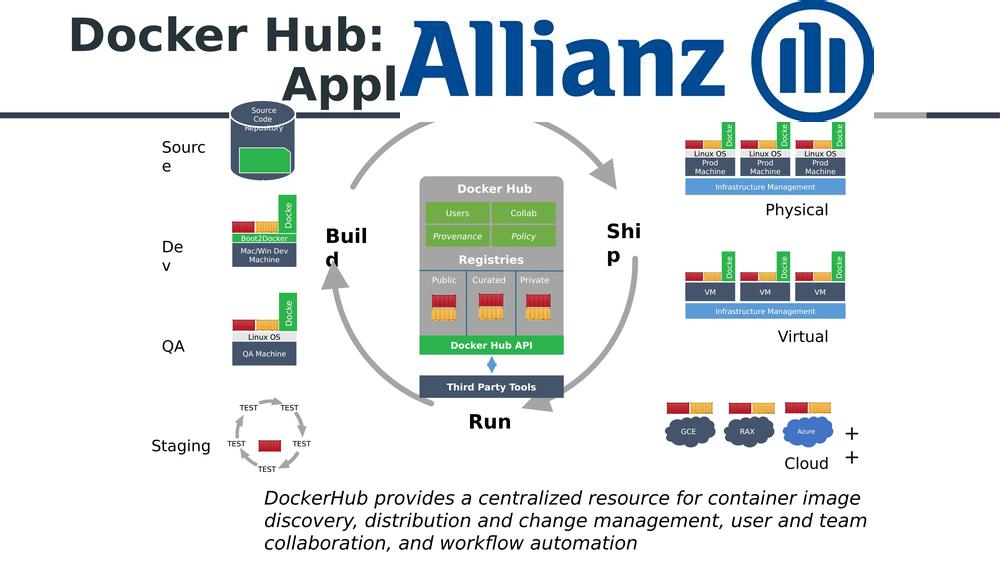 Docker Hub:
Appl
Allianz
Source
Code
Repository
Sourc
e
Docke
Boot2Docker
Mac/Win Dev
Machine
De
v
Docke
Linux OS
QA Machine
QA
TEST
TEST
TEST
TEST
TEST
Staging
Buil
d
Docker Hub
Users
Collab
Provenance
Policy
Registries
Public
Curated
Private
Docker Hub API
Third Party Tools
Run
Shi
p
Docke
Docke
Docke
Linux OS
Linux OS
Linux OS
Prod
Machine
Prod
Machine
Prod
Machine
Infrastructure Management
Physical
Docke
Docke
Docke
VM
VM
VM
Infrastructure Management
Virtual
GCE
RAX
Azure
+
+
Cloud
DockerHub provides a centralized resource for container image
discovery, distribution and change management, user and team
collaboration, and workflow automation